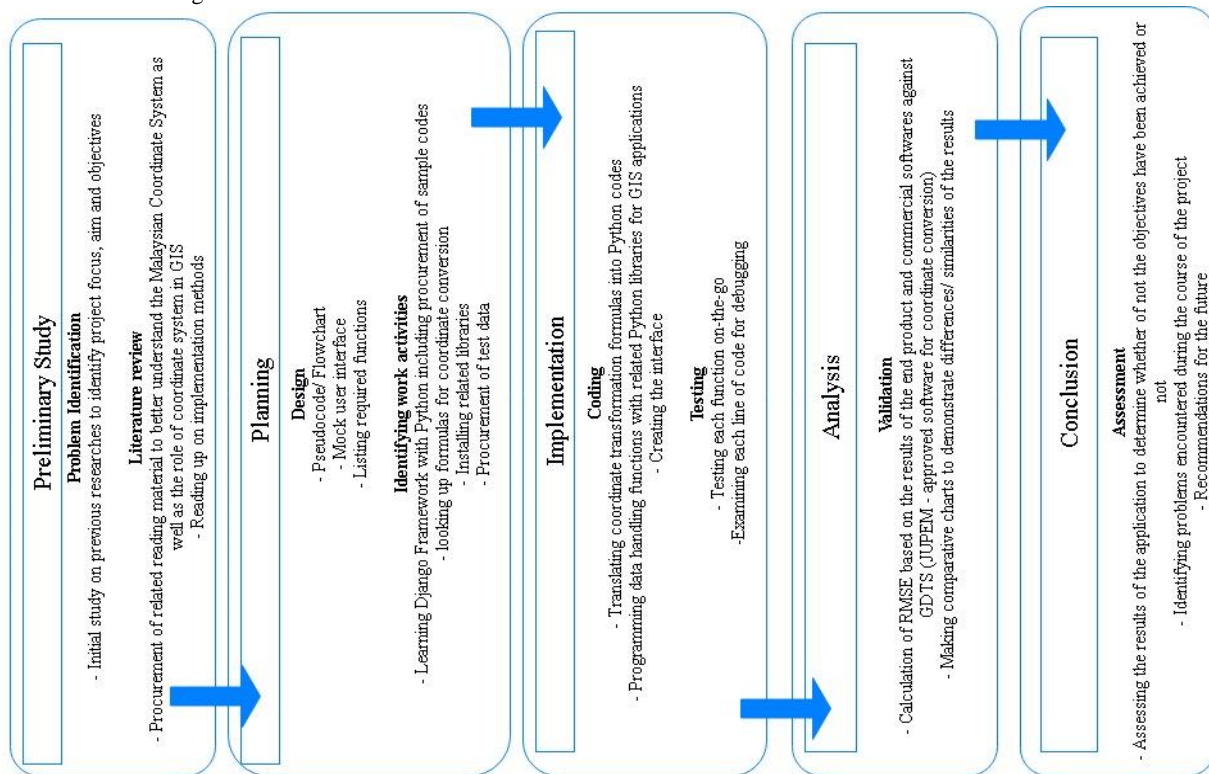 Preliminary Study
Problem Identification
- Initial study on previous researches to identify project focus, aim and objectives
Literature review
- Procurement of related reading material to better understand the Malaysian Coordinate System as
well as the role of coordinate system in GIS
- Reading up on implementation methods
Planning
Design
- Pseudocode/ Flowchart
- Mock user interface
- Listing required functions
Identifying work activities
- Learning Django Framework with Python including procurement of sample codes
- looking up formulas for coordinate conversion
- Installing related libraries
- Procurement of test data
Implementation
Coding
- Translating coordinate transformation formulas into Python codes
- Programming data handling functions with related Python libraries for GIS applications
- Creating the interface
Testing
- Testing each function on-the-go
-Examining each line of code for debugging
Analysis
Validation
- Calculation of RMSE based on the results of the end product and commercial softwares against
GDTS (JUPEM - approved software for coordinate conversion)
- Making comparative charts to demonstrate differences/ similarities of the results
Conclusion
Assessment
- Assessing the results of the application to determine whether of not the objectives have been achieved or
not
- Identifying problems encountered during the course of the project
- Recommendations for the future